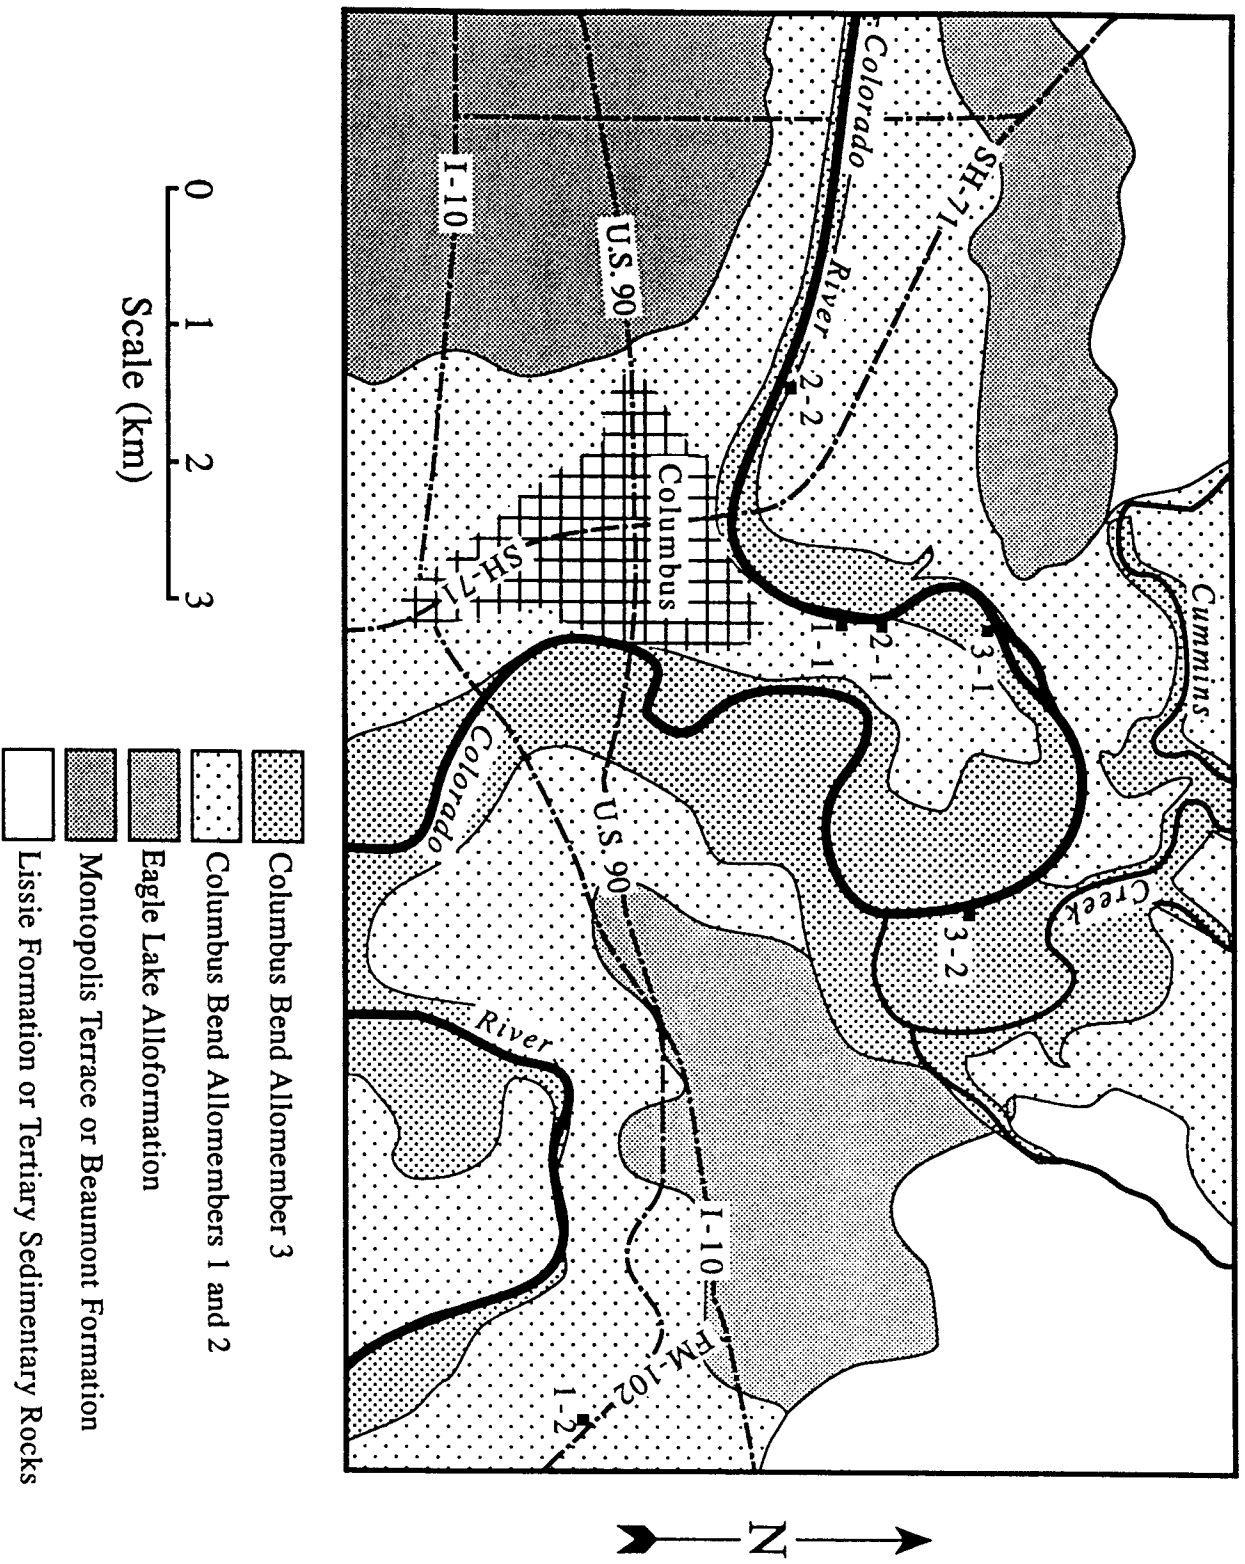 Colorado
River
SH-71
I-10
U.S. 90
2-2
Columbus
SH-71
1-1
2-1
3-1
Cummins
Creek
3-2
Colorado
U.S. 90
River
I-10
FM-102
1-2
N
0 1 2 3
Scale (km)
Columbus Bend Allomember 3
Columbus Bend Allomembers 1 and 2
Eagle Lake Alloformation
Montopolis Terrace or Beaumont Formation
Lissie Formation or Tertiary Sedimentary Rocks